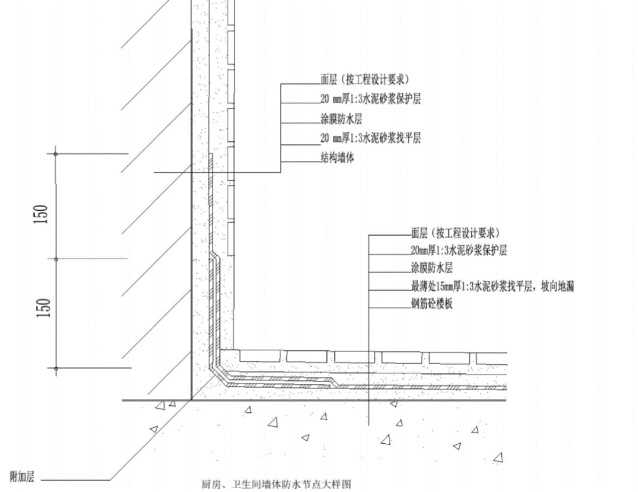 面层（按工程设计要求）
20 mm厚1:3水泥砂浆保护层
涂膜防水层
20 mm厚1:3水泥砂浆找平层
结构墙体
150
150
面层（按工程设计要求）
20mm厚1:3水泥砂浆保护层
涂膜防水层
最薄处15mm厚1:3水泥砂浆找平层，坡向地漏
钢筋砼楼板
附加层
厨房、卫生间墙体防水节点大样图